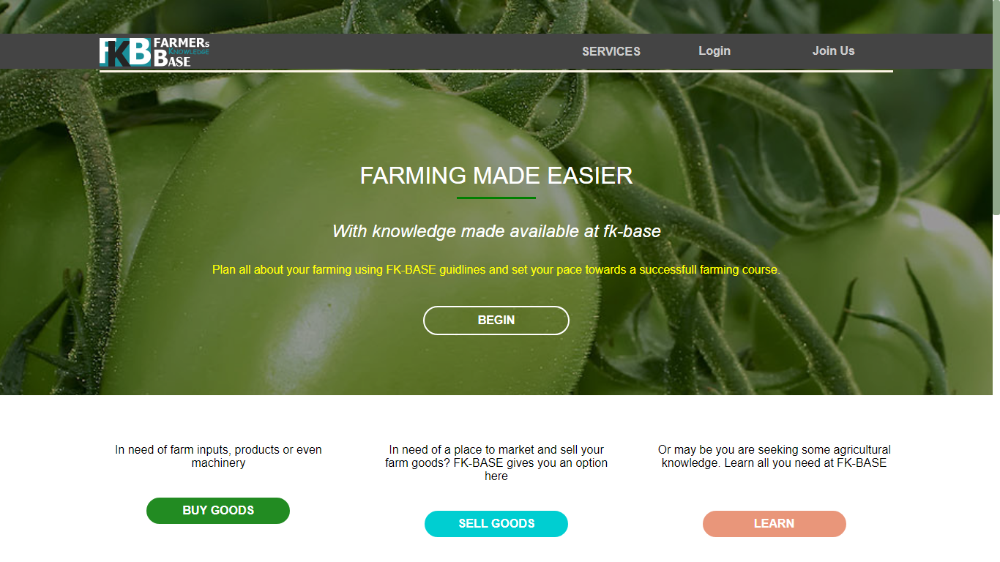 FKB FARMERs
KNOWLEDGE
BASE
SERVICES
Login
Join Us
FARMING MADE EASIER
With knowledge made available at fk-base
Plan all about your farming using FK-BASE guidlines and set your pace towards a successfull farming course.
BEGIN
In need of farm inputs, products or even
machinery
BUY GOODS
In need of a place to market and sell your
farm goods? FK-BASE gives you an option
here
SELL GOODS
Or may be you are seeking some agricultural
knowledge. Learn all you need at FK-BASE
LEARN